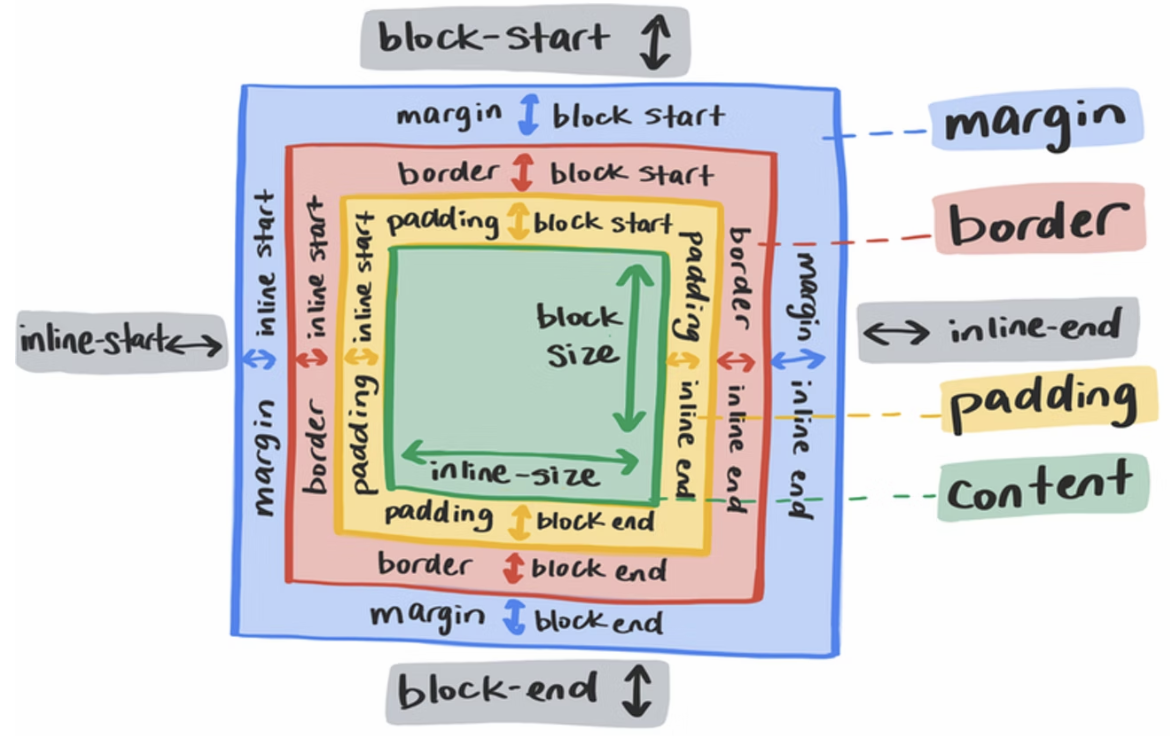 block-start
margin block start
margin
border block start
border
padding block start
inline-start
margin inline start
border inline start
padding inline start
block
size
inline-size
padding inline end
border inline end
margin inline end
inline-end
padding
content
padding block end
border block end
margin block end
block-end